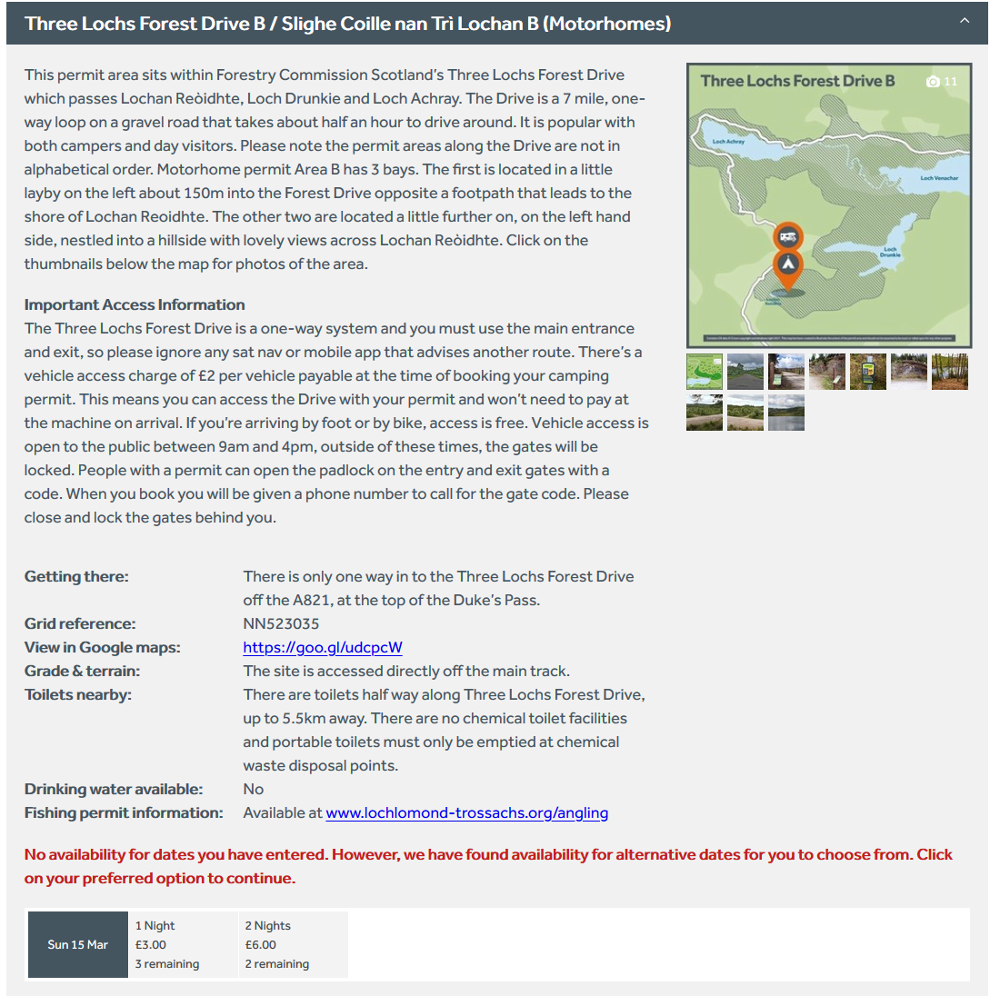 Three Lochs Forest Drive B / Slighe Coille nan Trì Lochan B (Motorhomes)
This permit area sits within Forestry Commission Scotland's Three Lochs Forest Drive
which passes Lochan Reòidhte, Loch Drunkie and Loch Achray. The Drive is a 7 mile, one-
way loop on a gravel road that takes about half an hour to drive around. It is popular with
both campers and day visitors. Please note the permit areas along the Drive are not in
alphabetical order. Motorhome permit Area B has 3 bays. The first is located in a little
layby on the left about 150m into the Forest Drive opposite a footpath that leads to the
shore of Lochan Reoidhte. The other two are located a little further on, on the left hand
side, nestled into a hillside with lovely views across Lochan Reòidhte. Click on the
thumbnails below the map for photos of the area.
Important Access Information
The Three Lochs Forest Drive is a one-way system and you must use the main entrance
and exit, so please ignore any sat nav or mobile app that advises another route. There's a
vehicle access charge of £2 per vehicle payable at the time of booking your camping
permit. This means you can access the Drive with your permit and won't need to pay at
the machine on arrival. If you're arriving by foot or by bike, access is free. Vehicle access is
open to the public between 9am and 4pm, outside of these times, the gates will be
locked. People with a permit can open the padlock on the entry and exit gates with a
code. When you book you will be given a phone number to call for the gate code. Please
close and lock the gates behind you.
Three Lochs Forest Drive B
11
Loch Achray
Loch Venachar
Loch
Drunkie
Getting there: There is only one way in to the Three Lochs Forest Drive
off the A821, at the top of the Duke's Pass.
Grid reference: NN523035
View in Google maps: https://goo.gl/udcpcW
Grade & terrain: The site is accessed directly off the main track.
Toilets nearby: There are toilets half way along Three Lochs Forest Drive,
up to 5.5km away. There are no chemical toilet facilities
and portable toilets must only be emptied at chemical
waste disposal points.
Drinking water available: No
Fishing permit information: Available at www.lochlomond-trossachs.org/angling
No availability for dates you have entered. However, we have found availability for alternative dates for you to choose from. Click
on your preferred option to continue.
Sun 15 Mar
1 Night
£3.00
3 remaining
2 Nights
£6.00
2 remaining